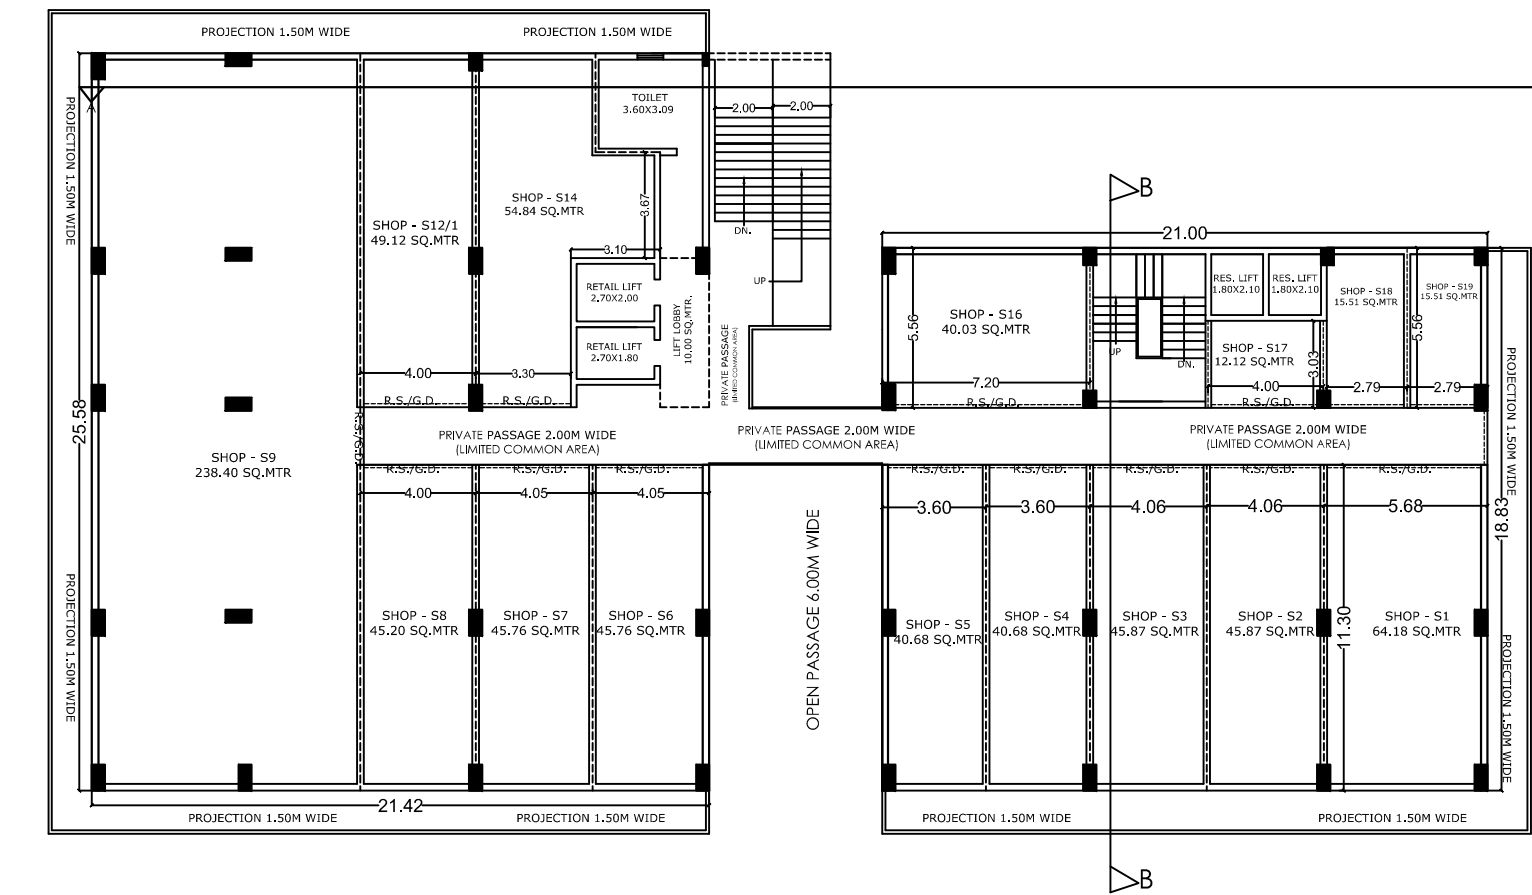 PROJECTION 1.50M WIDE
PROJECTION 1.50M WIDE
PROJECTION 1.50M WIDE
A
TOILET
3.60X3.09
2.00
2.00
SHOP - S14
54.84 SQ.MTR
3.67
SHOP - S12/1
49.12 SQ.MTR
DN.
UP
3.10
RETAIL LIFT
2.70X2.00
RETAIL LIFT
2.70X1.80
LIFT LOBBY
10.00 SQ.MTR.
PRIVATE PASSAGE
(LIMITED COMMON AREA)
4.00
3.30
R.S./G.D.
R.S./G.D.
R.S./G.D.
25.58
SHOP - S9
238.40 SQ.MTR
PRIVATE PASSAGE 2.00M WIDE
(LIMITED COMMON AREA)
PRIVATE PASSAGE 2.00M WIDE
(LIMITED COMMON AREA)
PRIVATE PASSAGE 2.00M WIDE
(LIMITED COMMON AREA)
B
21.00
5.56
SHOP - S16
40.03 SQ.MTR
7.20
R.S./G.D.
UP
DN.
RES. LIFT
1.80X2.10
RES. LIFT
1.80X2.10
SHOP - S17
12.12 SQ.MTR
3.03
4.00
R.S./G.D.
SHOP - S18
15.51 SQ.MTR
2.79
5.56
SHOP - S19
15.51 SQ.MTR
2.79
PROJECTION 1.50M WIDE
R.S./G.D.
R.S./G.D.
R.S./G.D.
4.00
4.05
4.05
R.S./G.D.
R.S./G.D.
R.S./G.D.
R.S./G.D.
R.S./G.D.
3.60
3.60
4.06
4.06
5.68
18.83
11.30
PROJECTION 1.50M WIDE
SHOP - S8
45.20 SQ.MTR
SHOP - S7
45.76 SQ.MTR
SHOP - S6
45.76 SQ.MTR
OPEN PASSAGE 6.00M WIDE
SHOP - S5
40.68 SQ.MTR
SHOP - S4
40.68 SQ.MTR
SHOP - S3
45.87 SQ.MTR
SHOP - S2
45.87 SQ.MTR
SHOP - S1
64.18 SQ.MTR
PROJECTION 1.50M WIDE
21.42
PROJECTION 1.50M WIDE
PROJECTION 1.50M WIDE
PROJECTION 1.50M WIDE
PROJECTION 1.50M WIDE
B